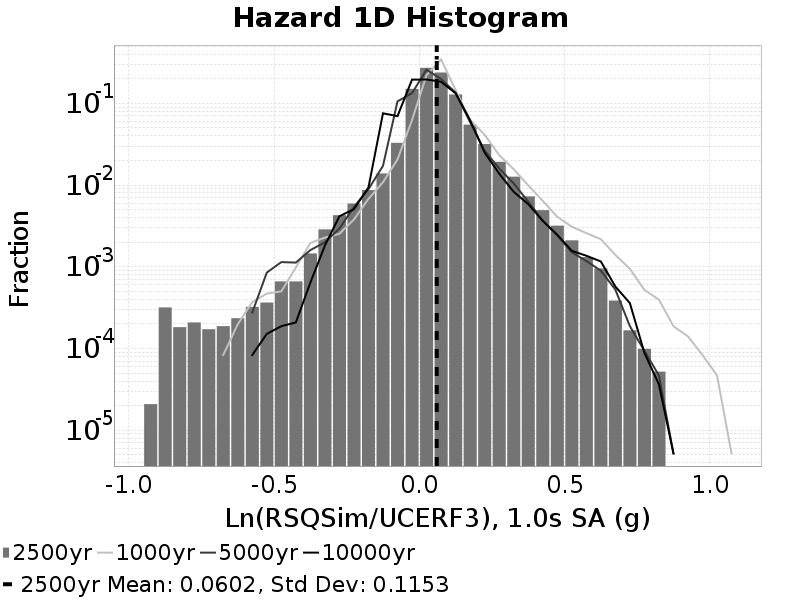 Hazard 1D Histogram
Fraction
10-1
10-2
10-3
10-4
10-5
-1.0 -0.5 0.0 0.5 1.0
Ln(RSQSim/UCERF3), 1.0s SA (g)
2500yr 1000yr 5000yr 10000yr
2500yr Mean: 0.0602, Std Dev: 0.1153